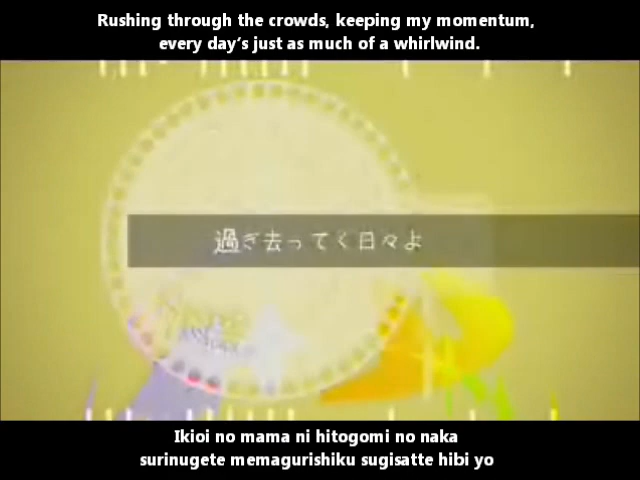 Rushing through the crowds, keeping my momentum,
every day's just as much of a whirlwind.
過ぎ去ってく日々よ
Ikioi no mama ni hitogomi no naka
surinugete memagurishiku sugisatte hibi yo